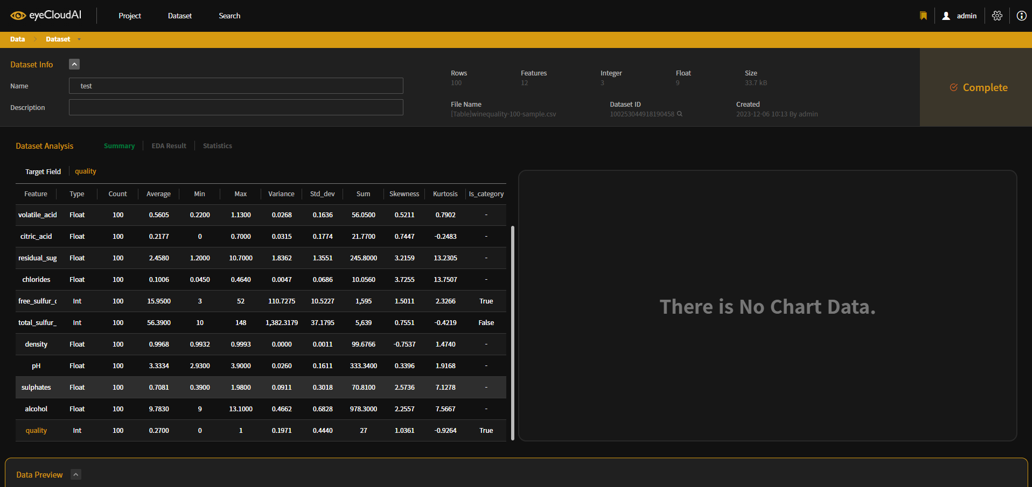 eyeCloudAI Project Dataset Search admin
Data Dataset
Dataset Info
Name test
Description
Rows Features Integer Float Size
100 12 3 9 33.7 kB
File Name Dataset ID Created
[Table]winequality-100-sample.csv 100253044918190458 2023-12-06 10:13 By admin
Complete
Dataset Analysis Summary EDA Result Statistics
Target Field quality
Feature Type Count Average Min Max Variance Std_dev Sum Skewness Kurtosis Is_category
volatile_acid Float 100 0.5605 0.2200 1.1300 0.0268 0.1636 56.0500 0.5211 0.7902 -
citric_acid Float 100 0.2177 0 0.7000 0.0315 0.1774 21.7700 0.7447 -0.2483 -
residual_sug Float 100 2.4580 1.2000 10.7000 1.8362 1.3551 245.8000 3.2159 13.2305 -
chlorides Float 100 0.1006 0.0450 0.4640 0.0047 0.0686 10.0560 3.7255 13.7507 -
free_sulfur_d Int 100 15.9500 3 52 110.7275 10.5227 1,595 1.5011 2.3266 True
total_sulfur_ Int 100 56.3900 10 148 1,382.3179 37.1795 5,639 0.7551 -0.4219 False
density Float 100 0.9968 0.9932 0.9993 0.0000 0.0011 99.6766 -0.7537 1.4740 -
pH Float 100 3.3334 2.9300 3.9000 0.0260 0.1611 333.3400 0.3396 1.9168 -
sulphates Float 100 0.7081 0.3900 1.9800 0.0911 0.3018 70.8100 2.5736 7.1278 -
alcohol Float 100 9.7830 9 13.1000 0.4662 0.6828 978.3000 2.2557 7.5667 -
quality Int 100 0.2700 0 1 0.1971 0.4440 27 1.0361 -0.9264 True
There is No Chart Data.
Data Preview